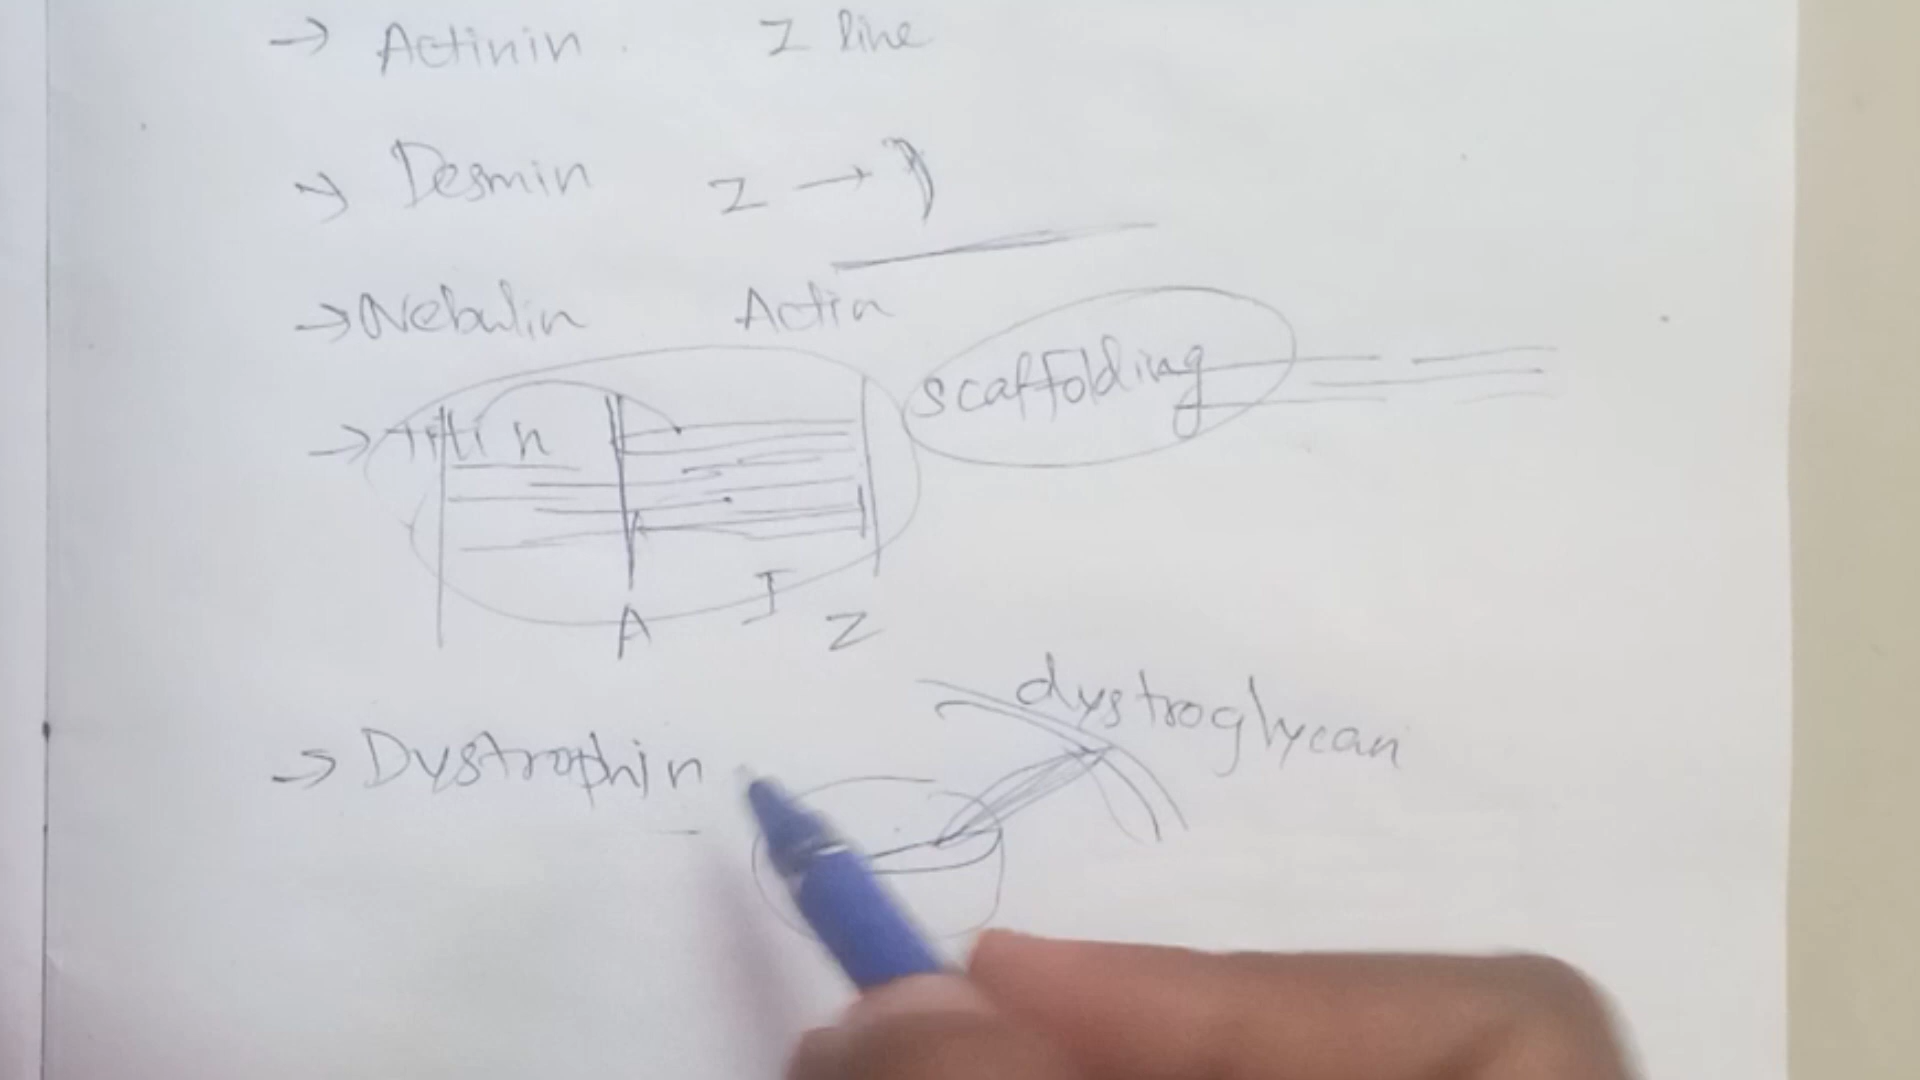 → Actinin Z line
→ Desmin Z →
→ Nebulin Actin
scaffolding
→ Titin
A I Z
dystroglycan
→ Dystrophin